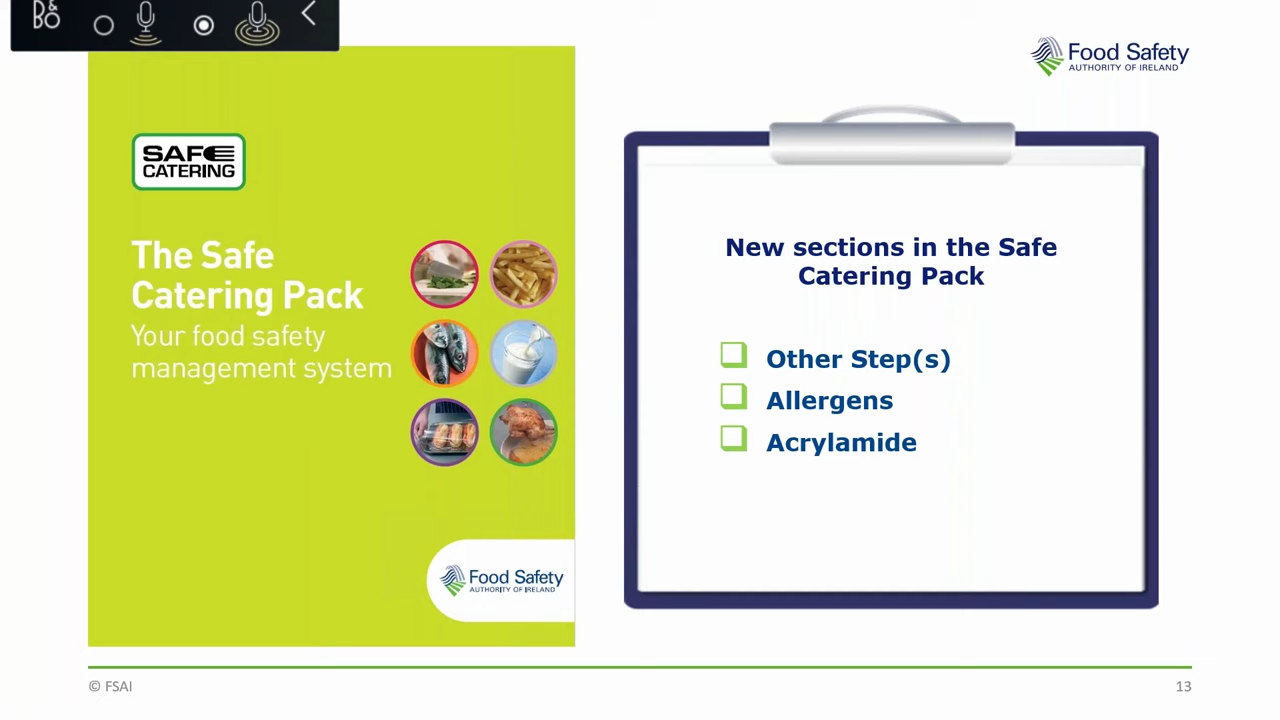 B&O
Food Safety
AUTHORITY OF IRELAND
SAFE
CATERING
The Safe
Catering Pack
Your food safety
management system
Food Safety
AUTHORITY OF IRELAND
New sections in the Safe
Catering Pack
Other Step(s)
Allergens
Acrylamide
© FSAI
13